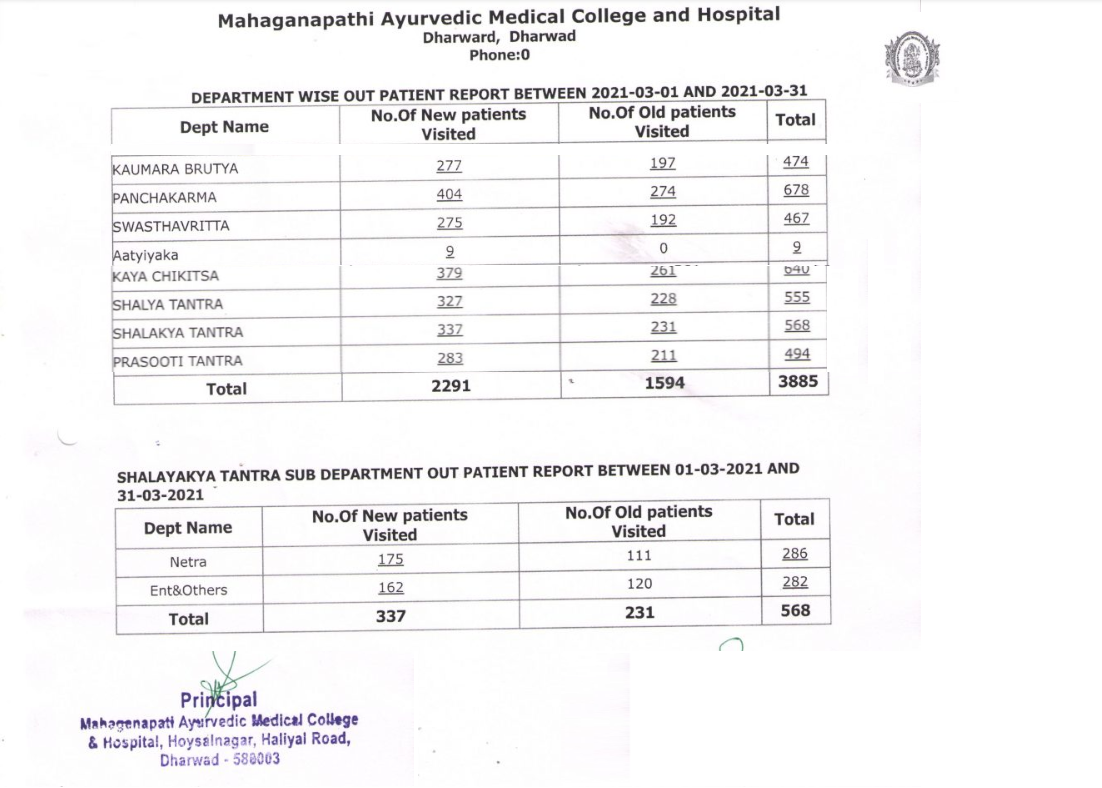 Mahaganapathi Ayurvedic Medical College and Hospital
Dharward, Dharwad
Phone:0
DEPARTMENT WISE OUT PATIENT REPORT BETWEEN 2021-03-01 AND 2021-03-31
Dept Name No.Of New patients Visited No.Of Old patients Visited Total
KAUMARA BRUTYA 277 197 474
PANCHAKARMA 404 274 678
SWASTHAVRITTA 275 192 467
Aatyiyaka 9 0 9
KAYA CHIKITSA 379 261 640
SHALYA TANTRA 327 228 555
SHALAKYA TANTRA 337 231 568
PRASOOTI TANTRA 283 211 494
Total 2291 1594 3885
SHALAYAKYA TANTRA SUB DEPARTMENT OUT PATIENT REPORT BETWEEN 01-03-2021 AND
31-03-2021
Dept Name No.Of New patients Visited No.Of Old patients Visited Total
Netra 175 111 286
Ent&Others 162 120 282
Total 337 231 568
Principal
Mahagenapati Ayurvedic Medical College
& Hospital, Hoysalnagar, Haliyal Road,
Dharwad - 580003